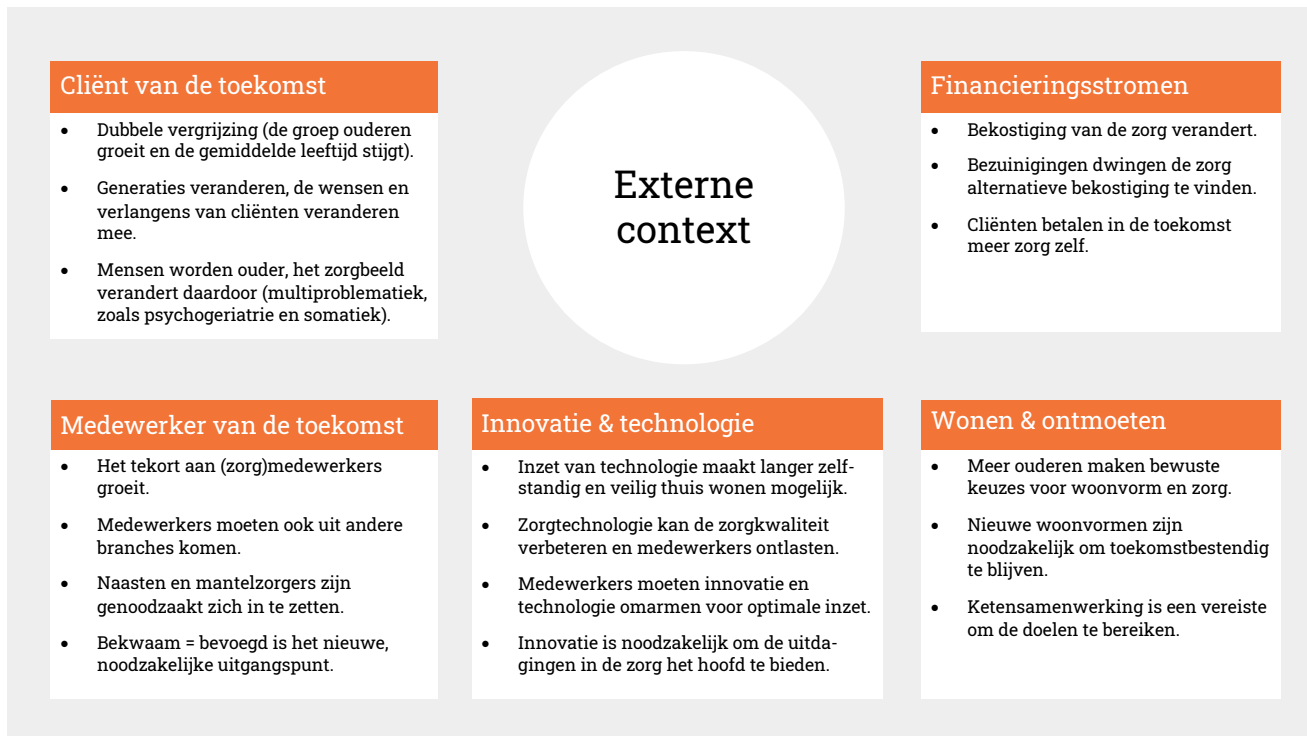 Cliënt van de toekomst
• Dubbele vergrijzing (de groep ouderen
groeit en de gemiddelde leeftijd stijgt).
• Generaties veranderen, de wensen en
verlangens van cliënten veranderen
mee.
• Mensen worden ouder, het zorgbeeld
verandert daardoor (multiproblematiek,
zoals psychogeriatrie en somatiek).
Externe
context
Financieringsstromen
• Bekostiging van de zorg verandert.
• Bezuinigingen dwingen de zorg
alternatieve bekostiging te vinden.
• Cliënten betalen in de toekomst
meer zorg zelf.
Medewerker van de toekomst
• Het tekort aan (zorg)medewerkers
groeit.
• Medewerkers moeten ook uit andere
branches komen.
• Naasten en mantelzorgers zijn
genoodzaakt zich in te zetten.
• Bekwaam = bevoegd is het nieuwe,
noodzakelijke uitgangspunt.
Innovatie & technologie
• Inzet van technologie maakt langer zelf-
standig en veilig thuis wonen mogelijk.
• Zorgtechnologie kan de zorgkwaliteit
verbeteren en medewerkers ontlasten.
• Medewerkers moeten innovatie en
technologie omarmen voor optimale inzet.
• Innovatie is noodzakelijk om de uitda-
gingen in de zorg het hoofd te bieden.
Wonen & ontmoeten
• Meer ouderen maken bewuste
keuzes voor woonvorm en zorg.
• Nieuwe woonvormen zijn
noodzakelijk om toekomstbestendig
te blijven.
• Ketensamenwerking is een vereiste
om de doelen te bereiken.